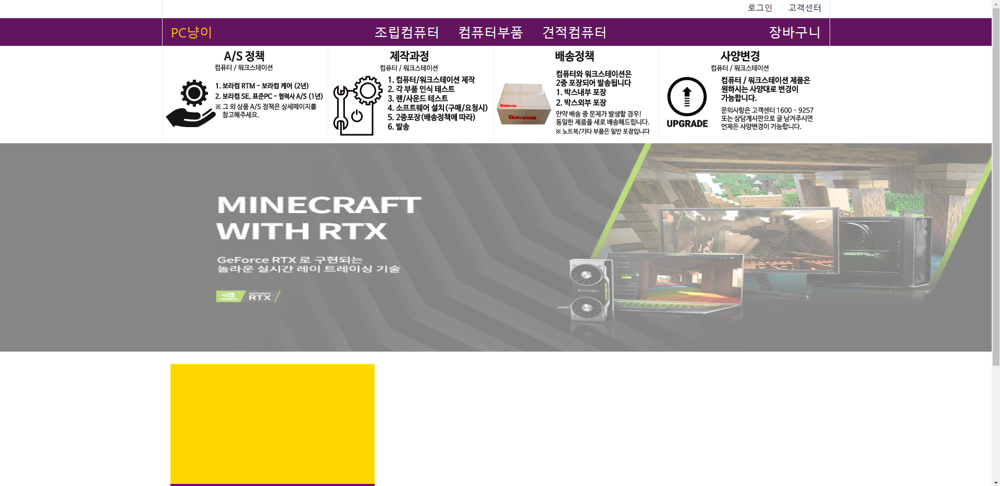 로그인 고객센터
PC냥이 조립컴퓨터 컴퓨터부품 견적컴퓨터 장바구니
A/S 정책
컴퓨터 / 워크스테이션
1. 보라컴 RTM - 보라컴 케어 (2년)
2. 보라컴 SE, 표준PC - 협력사 A/S (1년)
※ 그 외 상품 A/S 정책은 상세페이지를
참고해주세요.
제작과정
컴퓨터 / 워크스테이션
1. 컴퓨터/워크스테이션 제작
2. 각 부품 인식 테스트
3. 랜/사운드 테스트
4. 소프트웨어 설치(구매/요청시)
5. 2중포장(배송정책에 따라)
6. 발송
배송정책
컴퓨터와 워크스테이션은
2중 포장되어 발송됩니다
1. 박스내부 포장
2. 박스외부 포장
만약 배송 중 문제가 발생할 경우!
동일한 제품을 새로 배송해드립니다.
※ 노트북/기타 부품은 일반 포장입니다
BORACOM
BORACOM
사양변경
컴퓨터 / 워크스테이션
컴퓨터 / 워크스테이션 제품은
원하시는 사양대로 변경이
가능합니다.
문의사항은 고객센터 1600 - 9257
또는 상담게시판으로 글 남겨주시면
언제든 사양변경이 가능합니다.
UPGRADE
MINECRAFT
WITH RTX
GeForce RTX 로 구현되는
놀라운 실시간 레이 트레이싱 기술
NVIDIA. GEFORCE
RTX